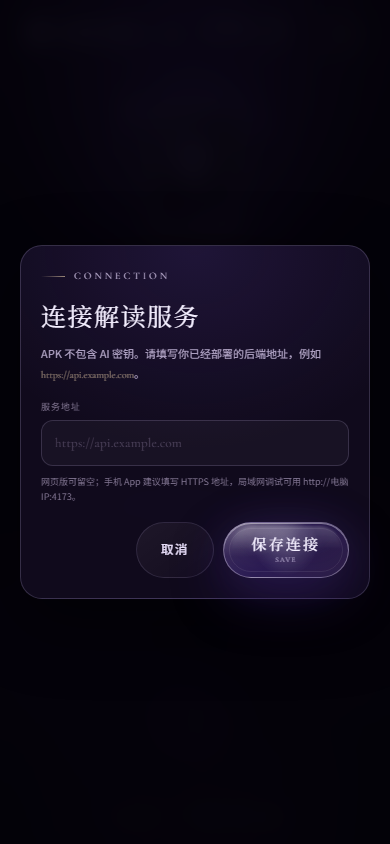 CONNECTION
连接解读服务
APK 不包含 AI 密钥。请填写你已经部署的后端地址，例如
https://api.example.com。
服务地址
https://api.example.com
网页版可留空；手机 App 建议填写 HTTPS 地址，局域网调试可用 http://电脑
IP:4173。
取消
保存连接
SAVE